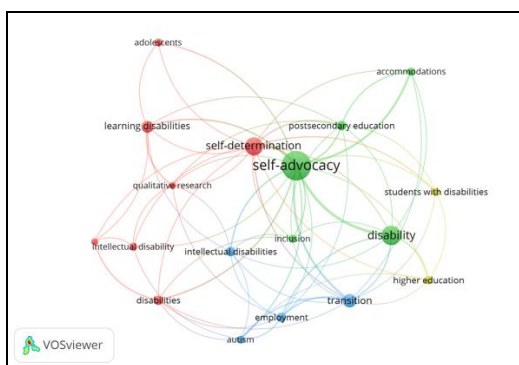 adolescents
accommodations
learning disabilities
postsecondary education
self-determination
self-advocacy
qualitative research
students with disabilities
disability
inclusion
intellectual disability
intellectual disabilities
higher education
disabilities
transition
employment
autism
VOSviewer